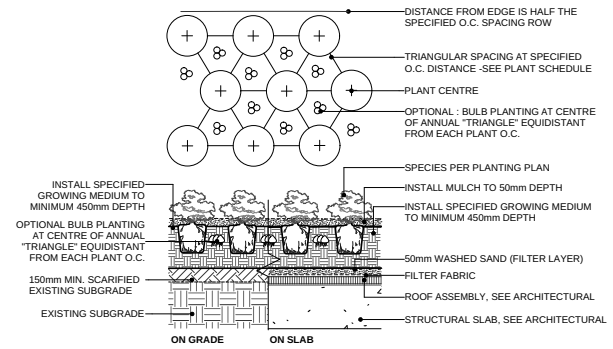 DISTANCE FROM EDGE IS HALF THE
SPECIFIED O.C. SPACING ROW
TRIANGULAR SPACING AT SPECIFIED
O.C. DISTANCE -SEE PLANT SCHEDULE
PLANT CENTRE
OPTIONAL : BULB PLANTING AT CENTRE
OF ANNUAL "TRIANGLE" EQUIDISTANT
FROM EACH PLANT O.C.
SPECIES PER PLANTING PLAN
INSTALL MULCH TO 50mm DEPTH
INSTALL SPECIFIED GROWING MEDIUM
TO MINIMUM 450mm DEPTH
50mm WASHED SAND (FILTER LAYER)
FILTER FABRIC
ROOF ASSEMBLY, SEE ARCHITECTURAL
STRUCTURAL SLAB, SEE ARCHITECTURAL
INSTALL SPECIFIED
GROWING MEDIUM TO
MINIMUM 450mm DEPTH
OPTIONAL BULB PLANTING
AT CENTRE OF ANNUAL
"TRIANGLE" EQUIDISTANT
FROM EACH PLANT O.C.
150mm MIN. SCARIFIED
EXISTING SUBGRADE
EXISTING SUBGRADE
ON GRADE
ON SLAB